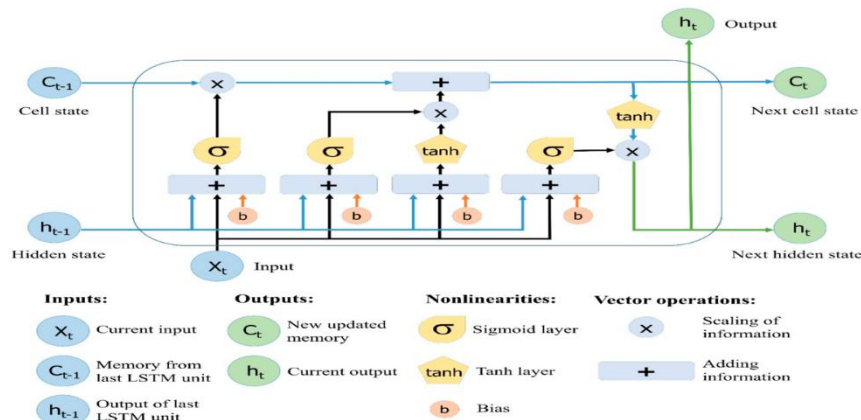 hₜ Output
Cₜ₋₁ × + Cₜ
Cell state tanh Next cell state
×
σ σ tanh σ ×
+ + + +
b b b b
hₜ₋₁ hₜ
Hidden state Next hidden state
Xₜ Input
Inputs: Outputs: Nonlinearities: Vector operations:
Xₜ Current input
Cₜ₋₁ Memory from
last LSTM unit
hₜ₋₁ Output of last
LSTM unit
Cₜ New updated
memory
hₜ Current output
σ Sigmoid layer
tanh Tanh layer
b Bias
× Scaling of
information
+ Adding
information